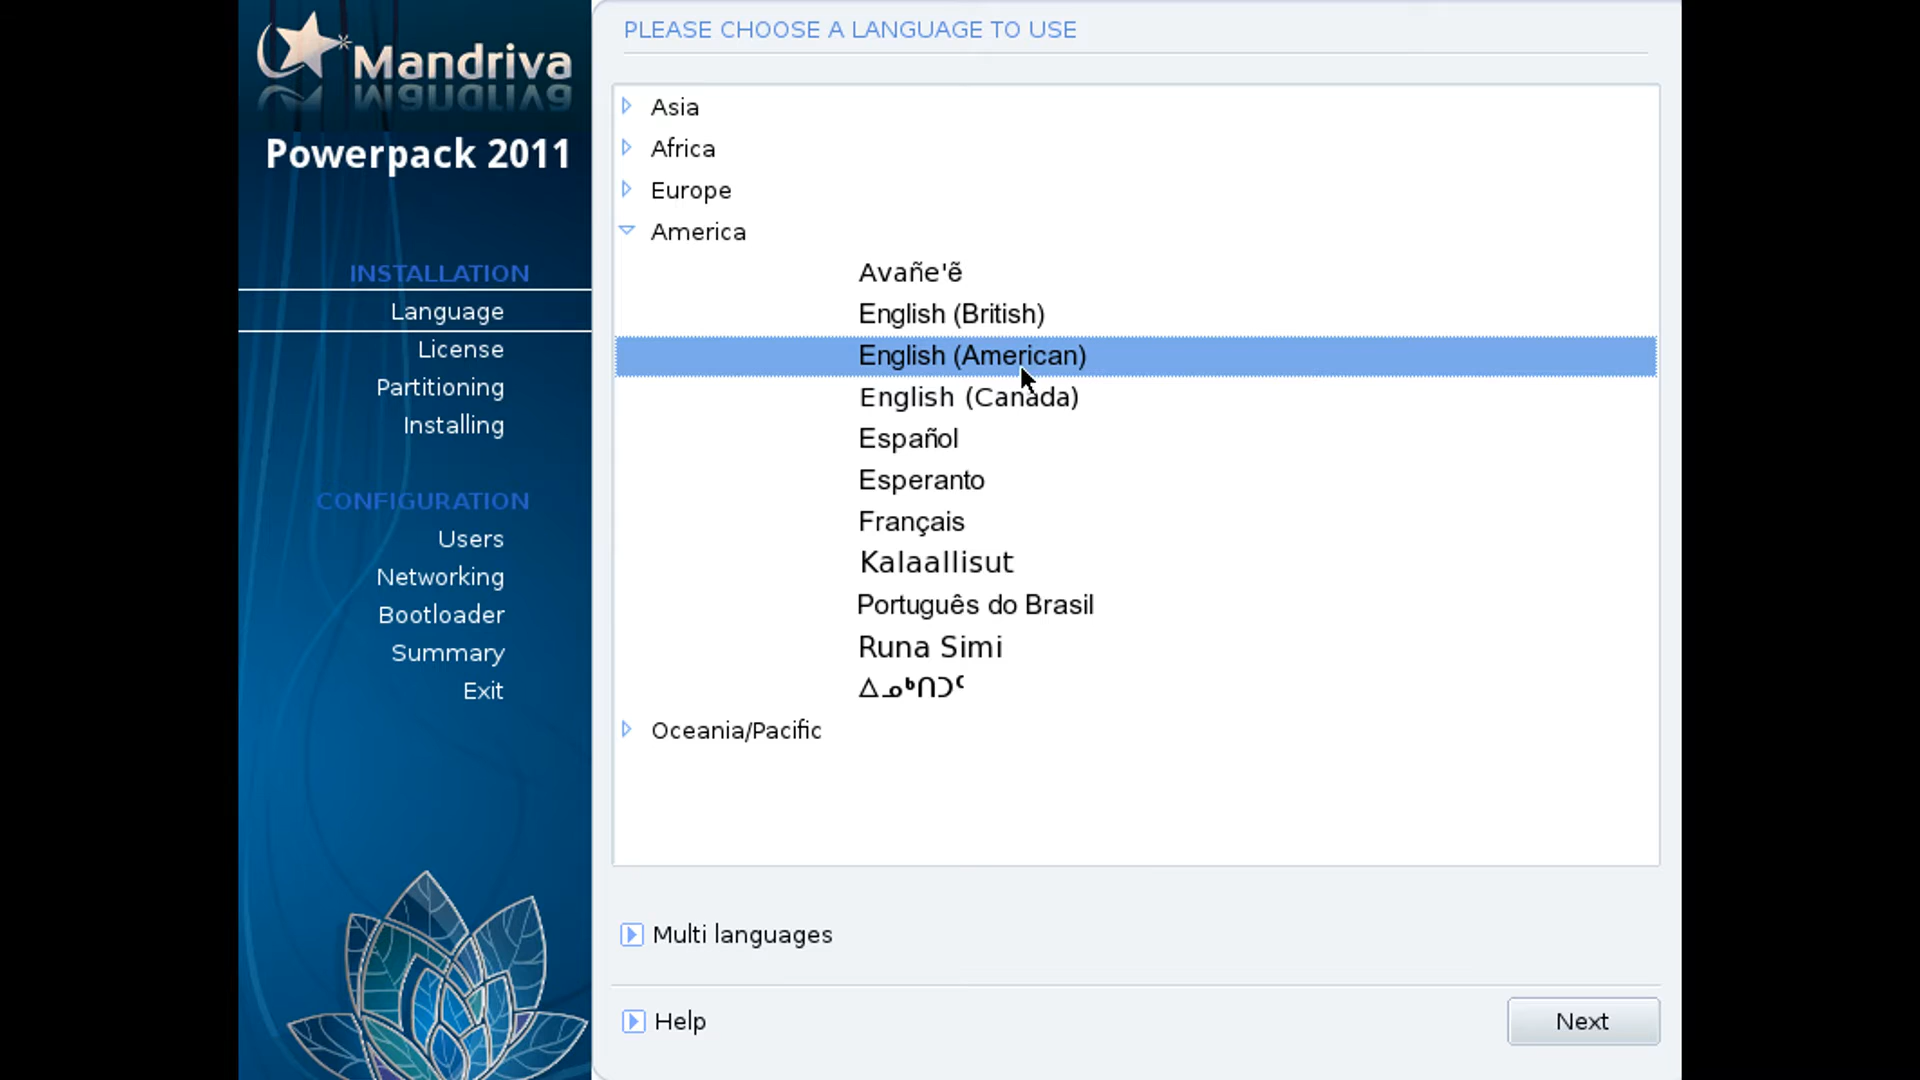 Mandriva
Powerpack 2011
INSTALLATION
Language
License
Partitioning
Installing
CONFIGURATION
Users
Networking
Bootloader
Summary
Exit
PLEASE CHOOSE A LANGUAGE TO USE
Asia
Africa
Europe
America
Avañe'ẽ
English (British)
English (American)
English (Canada)
Español
Esperanto
Français
Kalaallisut
Português do Brasil
Runa Simi
ᐃᓄᒃᑎᑐᑦ
Oceania/Pacific
Multi languages
Help
Next